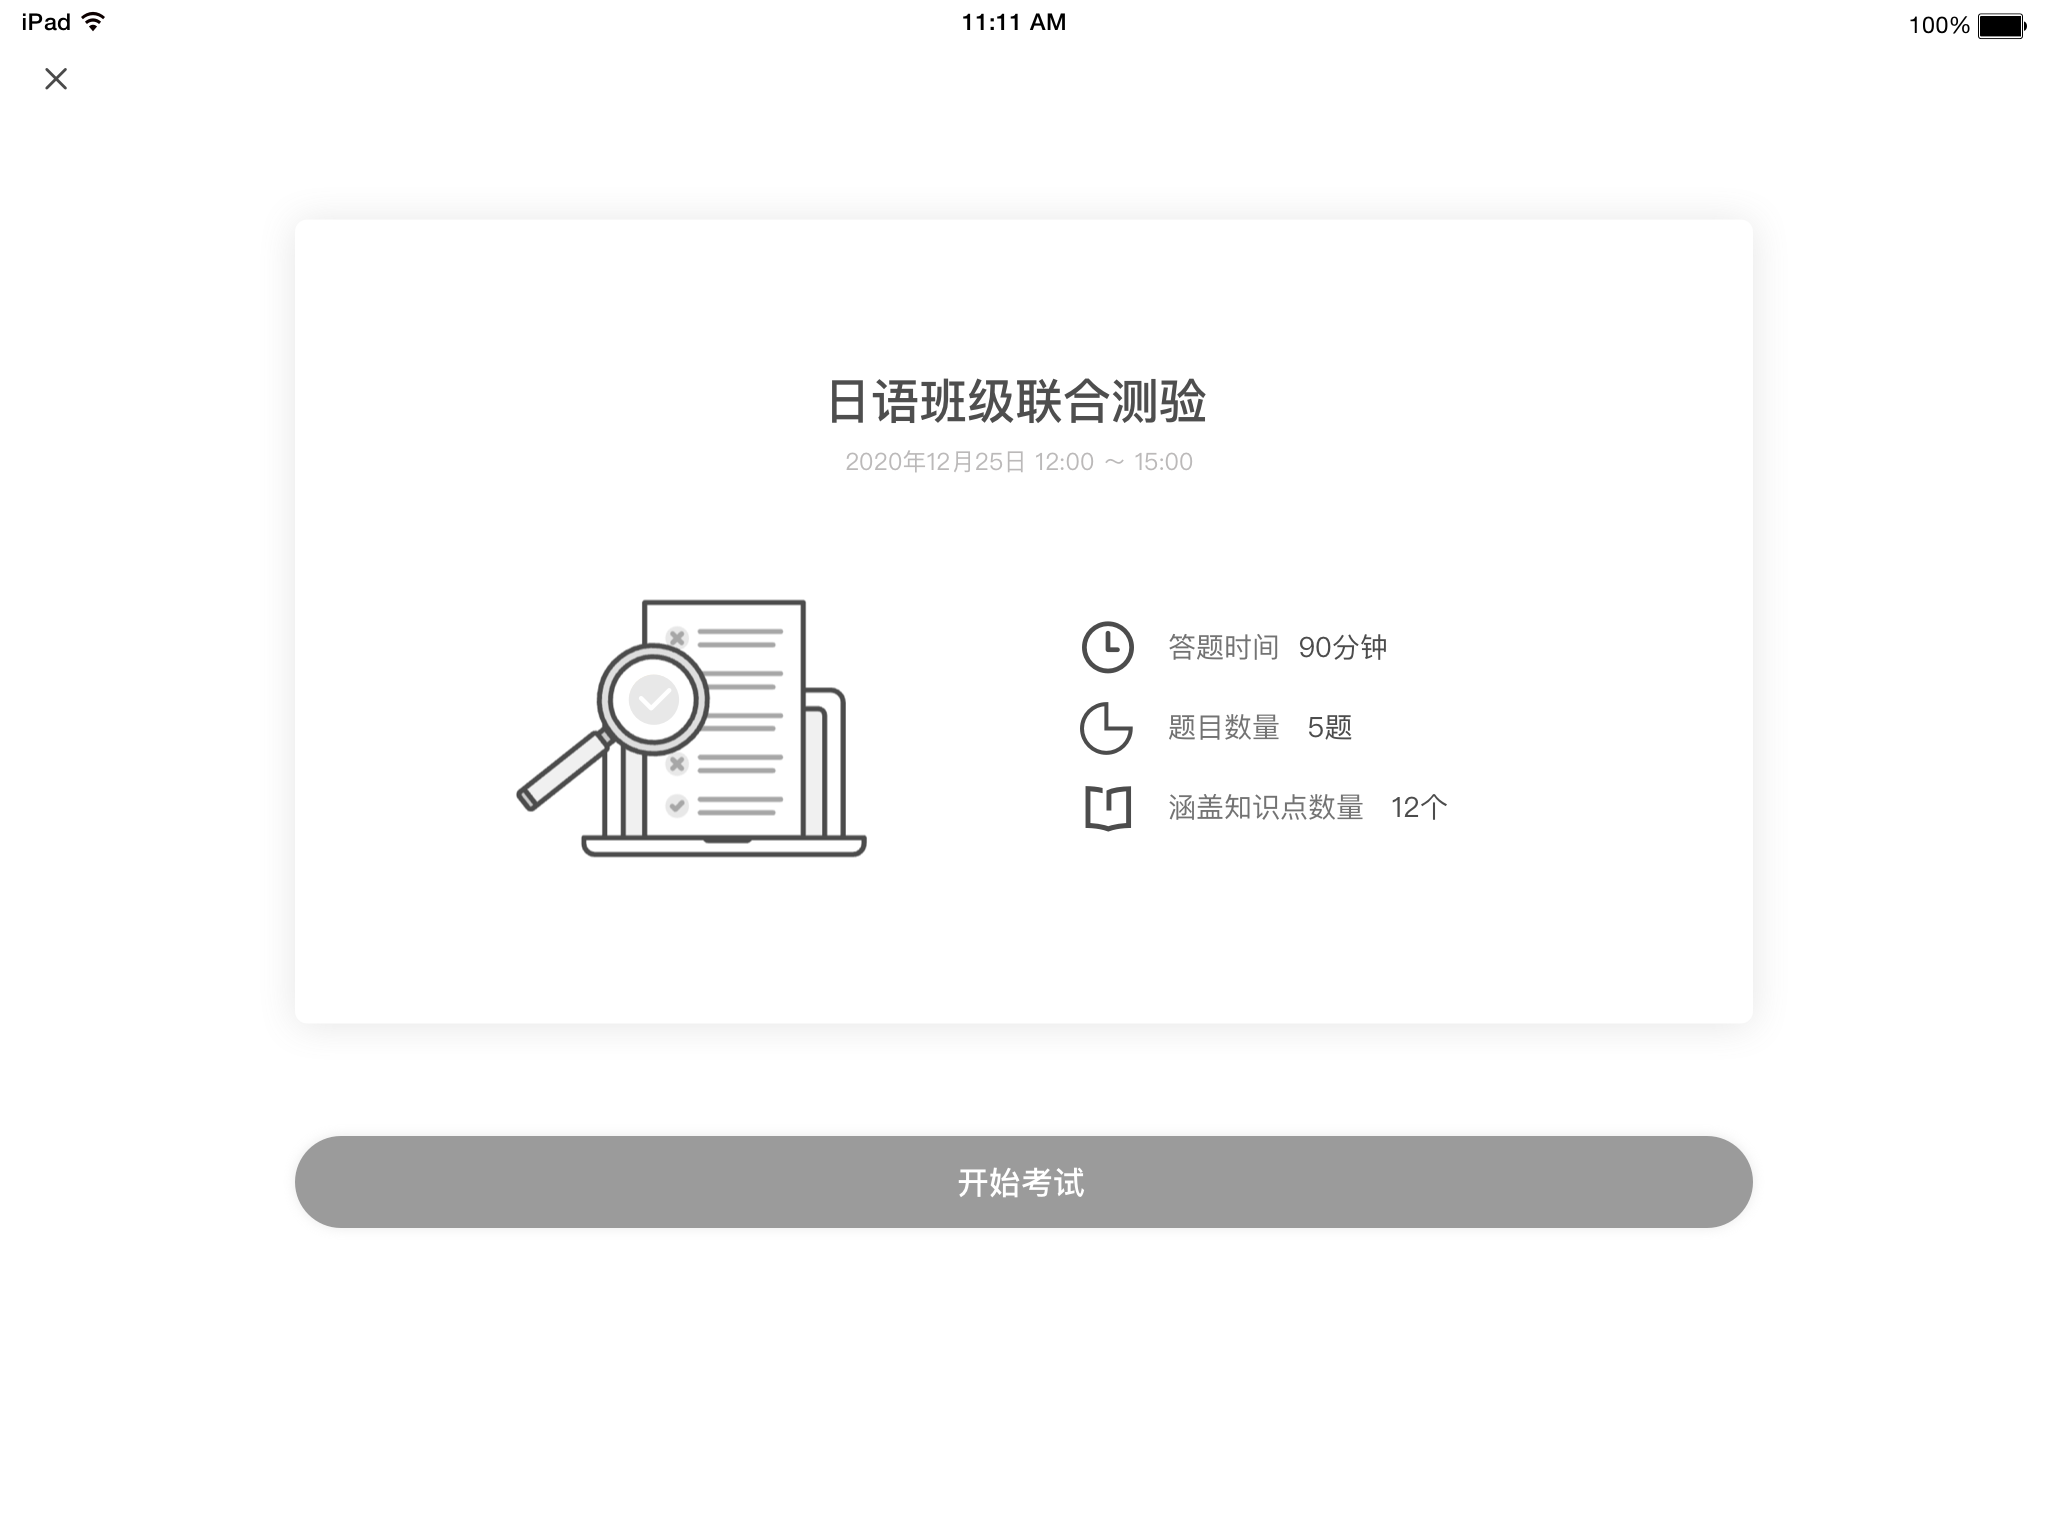 iPad 11:11 AM 100%
日语班级联合测验
2020年12月25日 12:00 ～ 15:00
答题时间 90分钟
题目数量 5题
涵盖知识点数量 12个
开始考试